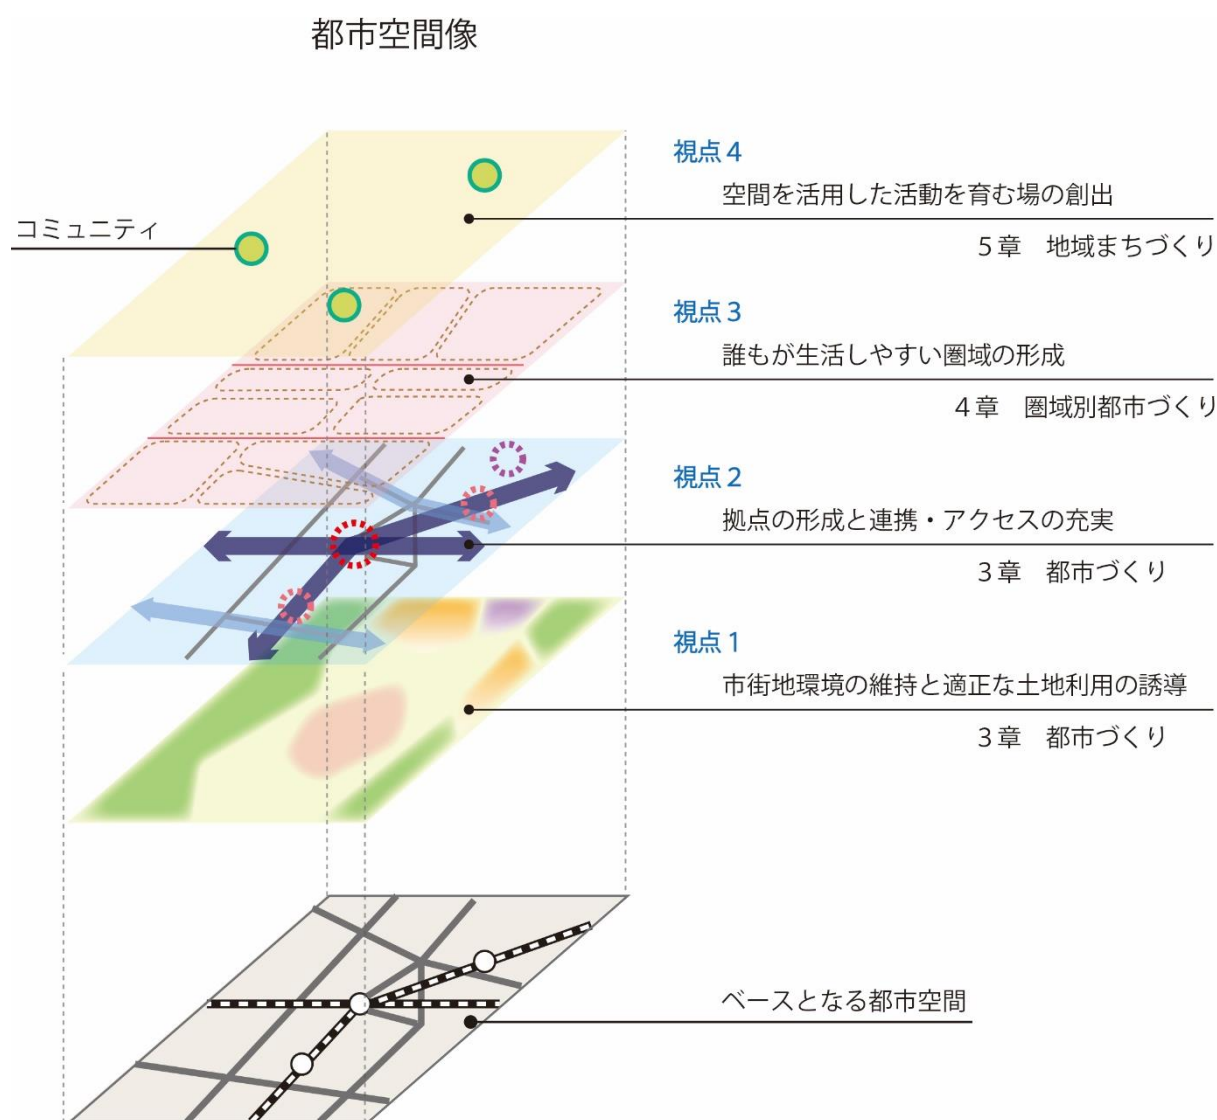 都市空間像
視点４
空間を活用した活動を育む場の創出
コミュニティ
５章　地域まちづくり
視点３
誰もが生活しやすい圏域の形成
４章　圏域別都市づくり
視点２
拠点の形成と連携・アクセスの充実
３章　都市づくり
視点１
市街地環境の維持と適正な土地利用の誘導
３章　都市づくり
ベースとなる都市空間